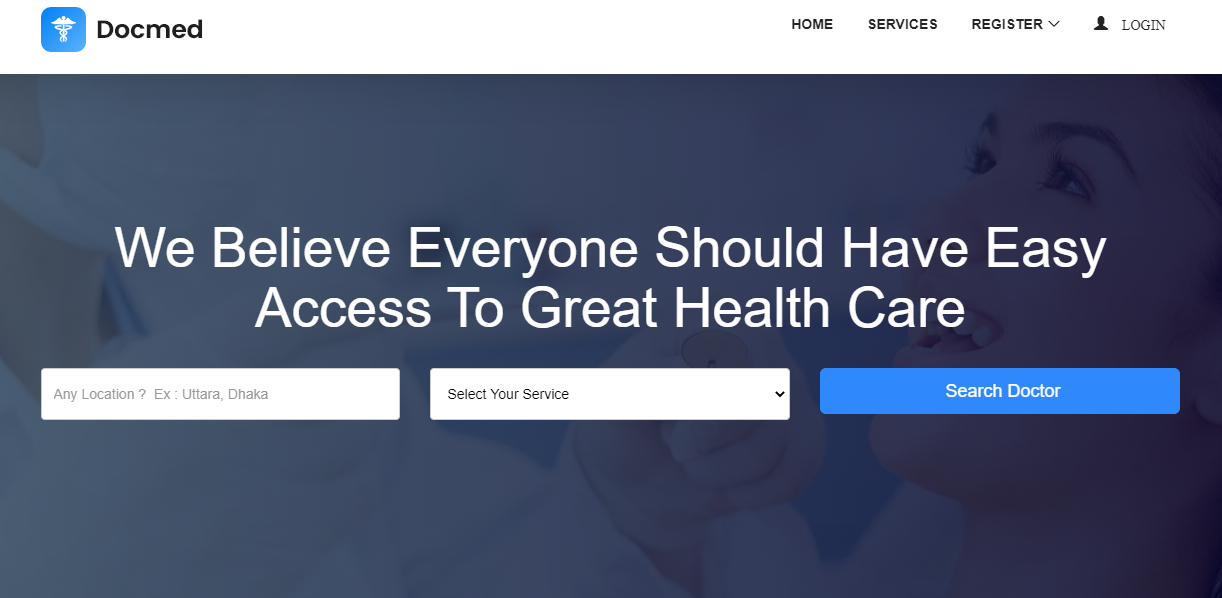 Docmed
HOME SERVICES REGISTER LOGIN
We Believe Everyone Should Have Easy
Access To Great Health Care
Any Location ? Ex : Uttara, Dhaka
Select Your Service
Search Doctor